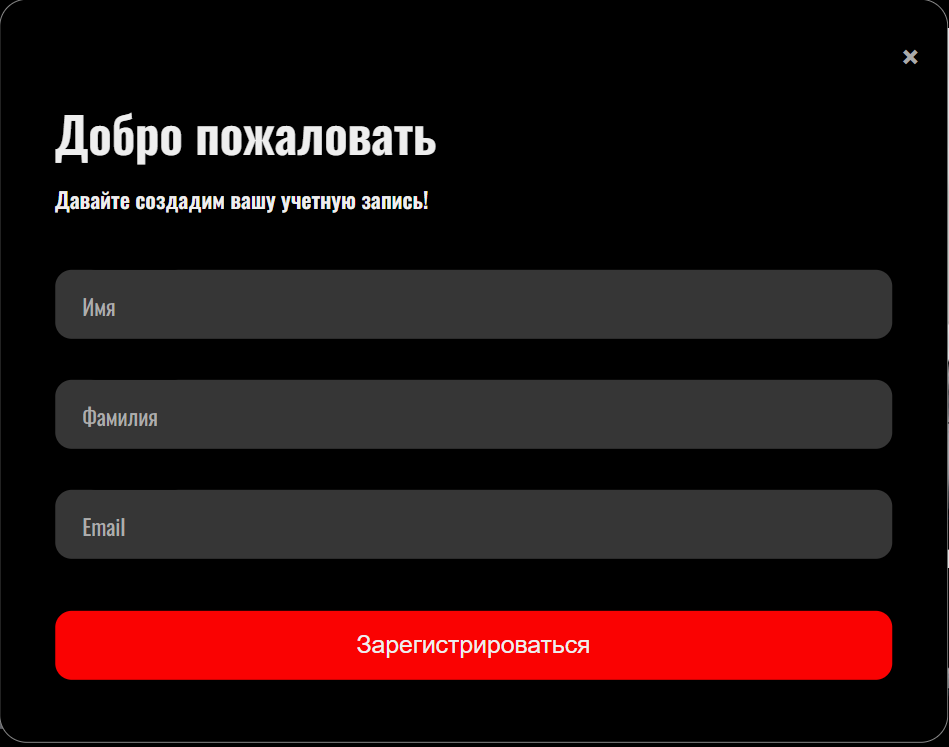 Добро пожаловать
Давайте создадим вашу учетную запись!
Имя
Фамилия
Email
Зарегистрироваться